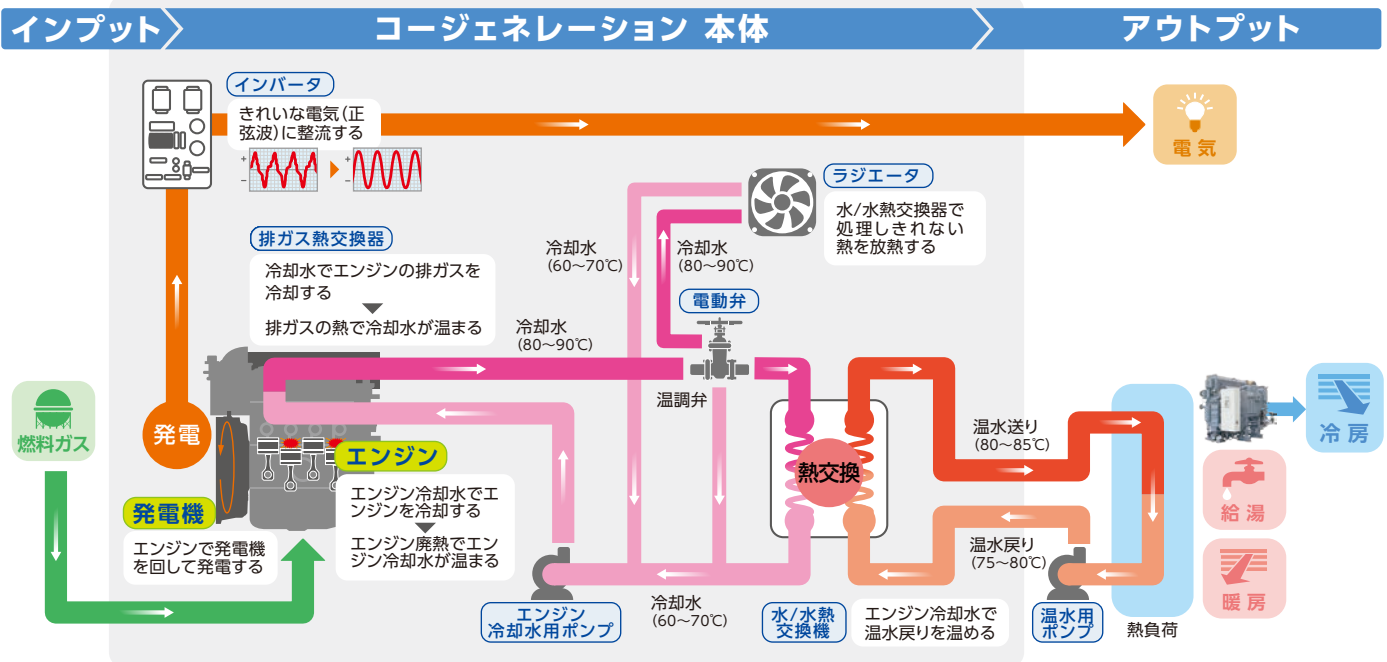 インプット
コージェネレーション 本体
アウトプット
インバータ
きれいな電気(正
弦波)に整流する
+
−
+
−
電気
ラジエータ
水/水熱交換器で
処理しきれない
熱を放熱する
排ガス熱交換器
冷却水でエンジンの排ガスを
冷却する
排ガスの熱で冷却水が温まる
冷却水
(60〜70℃)
冷却水
(80〜90℃)
電動弁
冷却水
(80〜90℃)
温調弁
燃料ガス
発電
エンジン
エンジン冷却水でエ
ンジンを冷却する
エンジン廃熱でエン
ジン冷却水が温まる
発電機
エンジンで発電機
を回して発電する
熱交換
温水送り
(80〜85℃)
冷房
給湯
暖房
温水戻り
(75〜80℃)
エンジン
冷却水用ポンプ
冷却水
(60〜70℃)
水/水熱
交換機
エンジン冷却水で
温水戻りを温める
温水用
ポンプ
熱負荷